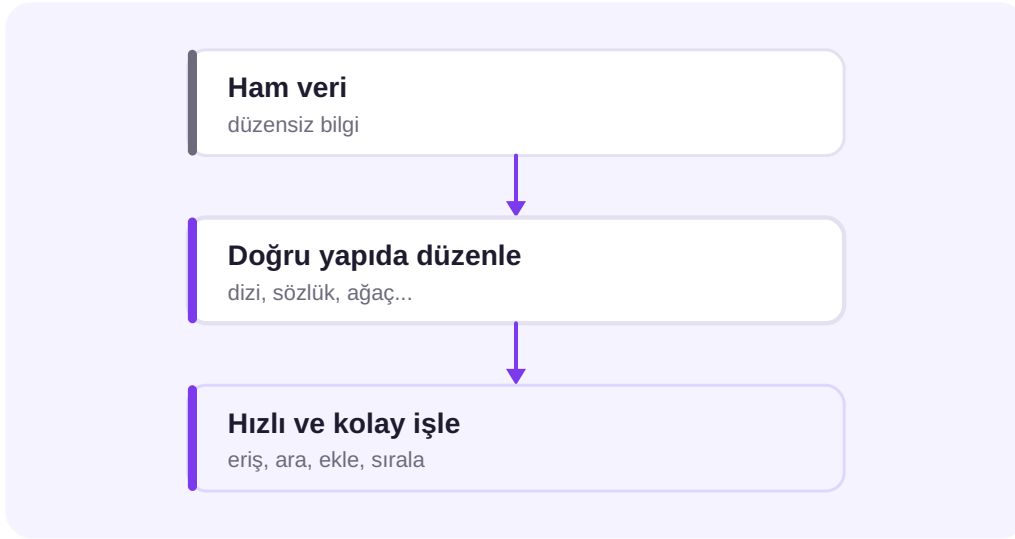 Ham veri
düzensiz bilgi
Doğru yapıda düzenle
dizi, sözlük, ağaç...
Hızlı ve kolay işle
eriş, ara, ekle, sırala